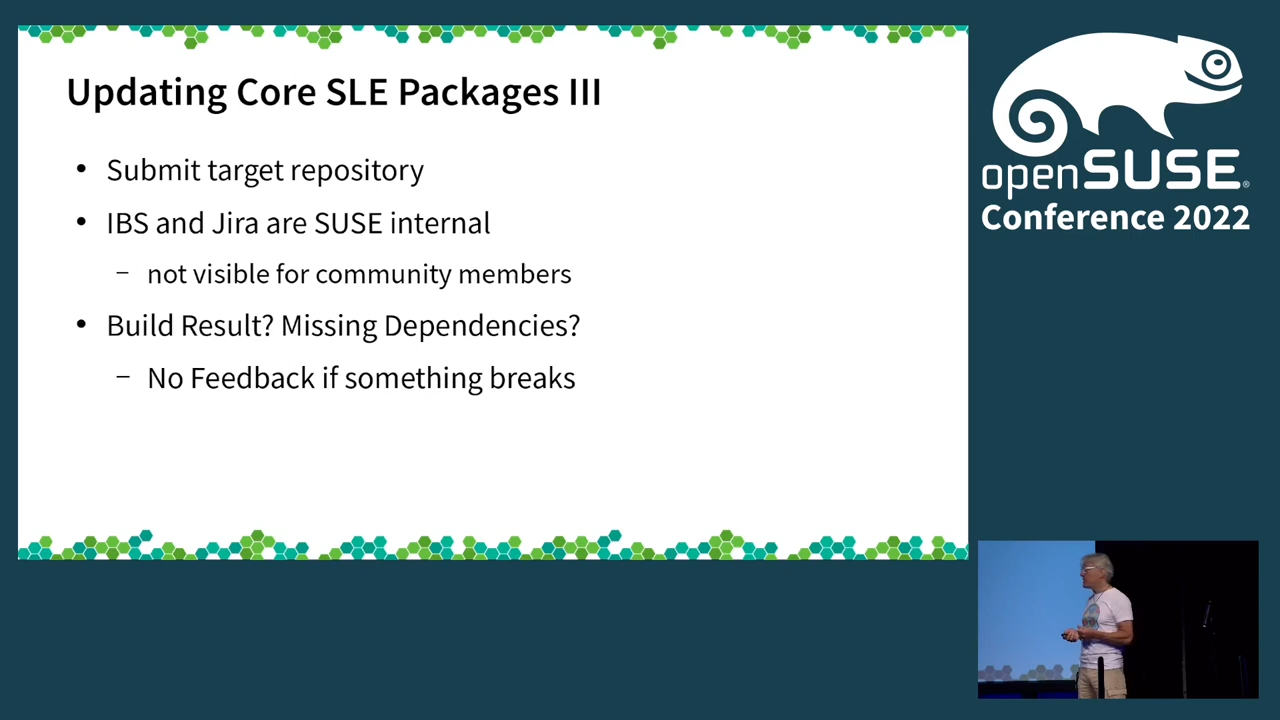 Updating Core SLE Packages III
• Submit target repository
• IBS and Jira are SUSE internal
– not visible for community members
• Build Result? Missing Dependencies?
– No Feedback if something breaks
openSUSE®
Conference 2022